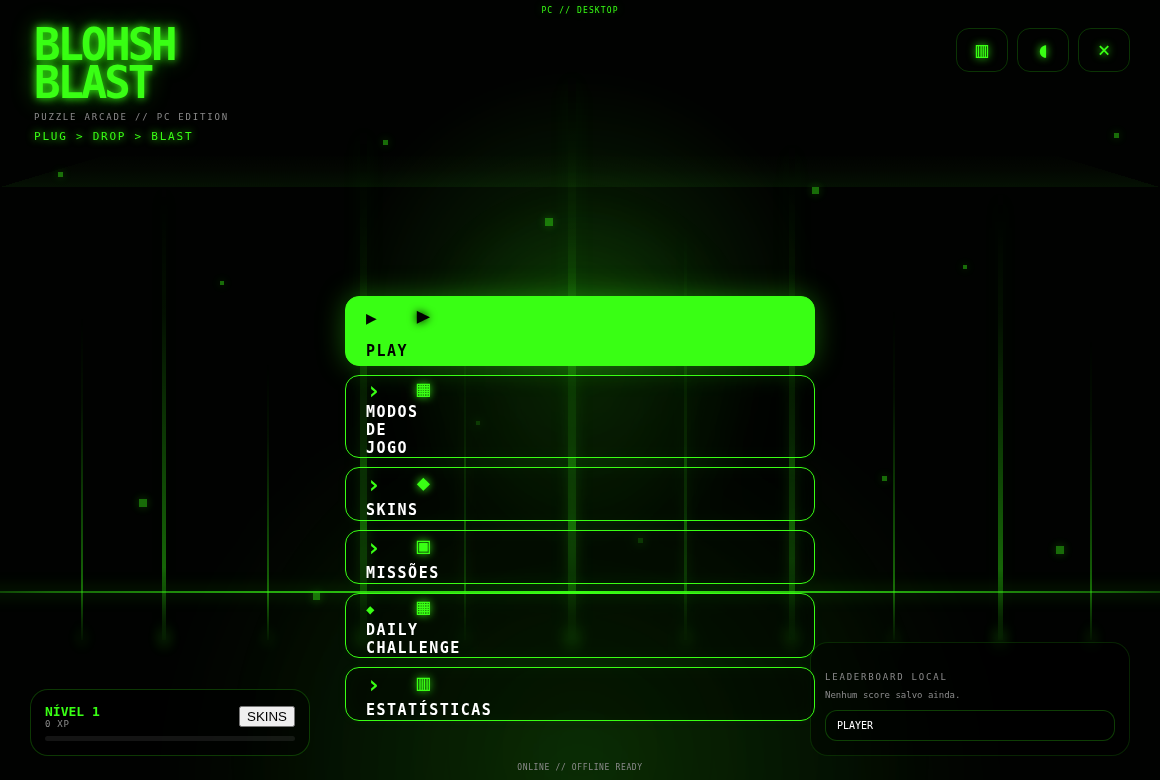 PC // DESKTOP
BLOHSH
BLAST
PUZZLE ARCADE // PC EDITION
PLUG > DROP > BLAST
PLAY
MODOS
DE
JOGO
SKINS
MISSÕES
DAILY
CHALLENGE
ESTATÍSTICAS
NÍVEL 1
0 XP
SKINS
LEADERBOARD LOCAL
Nenhum score salvo ainda.
PLAYER
ONLINE // OFFLINE READY